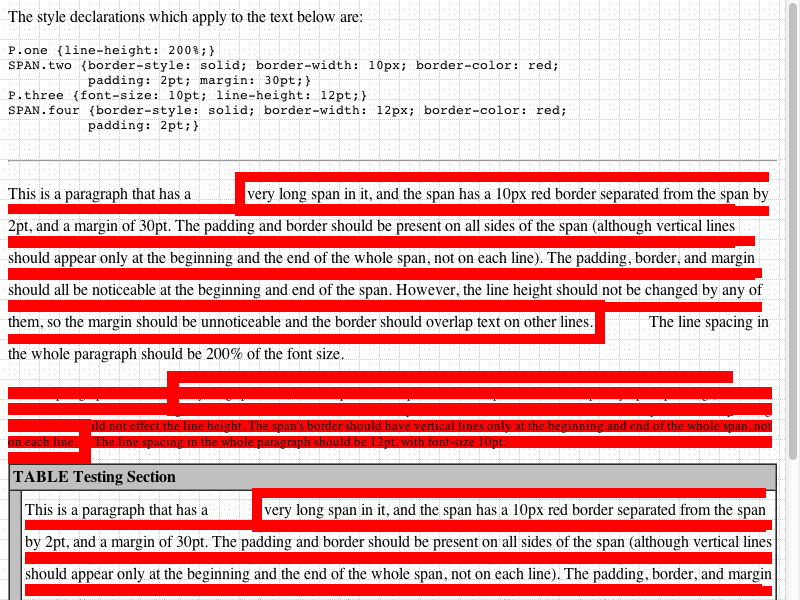 The style declarations which apply to the text below are:
P.one {line-height: 200%;}
SPAN.two {border-style: solid; border-width: 10px; border-color: red;
padding: 2pt; margin: 30pt;}
P.three {font-size: 10pt; line-height: 12pt;}
SPAN.four {border-style: solid; border-width: 12px; border-color: red;
padding: 2pt;}
This is a paragraph that has a very long span in it, and the span has a 10px red border separated from the span by
2pt, and a margin of 30pt. The padding and border should be present on all sides of the span (although vertical lines
should appear only at the beginning and the end of the whole span, not on each line). The padding, border, and margin
should all be noticeable at the beginning and end of the span. However, the line height should not be changed by any of
them, so the margin should be unnoticeable and the border should overlap text on other lines. The line spacing in
the whole paragraph should be 200% of the font size.
not effect the line height. The span's border should have vertical lines only at the beginning and end of the whole span, not
on each line. The line spacing in the whole paragraph should be 12pt, with font-size 10pt.
TABLE Testing Section
This is a paragraph that has a very long span in it, and the span has a 10px red border separated from the span
by 2pt, and a margin of 30pt. The padding and border should be present on all sides of the span (although vertical lines
should appear only at the beginning and the end of the whole span, not on each line). The padding, border, and margin